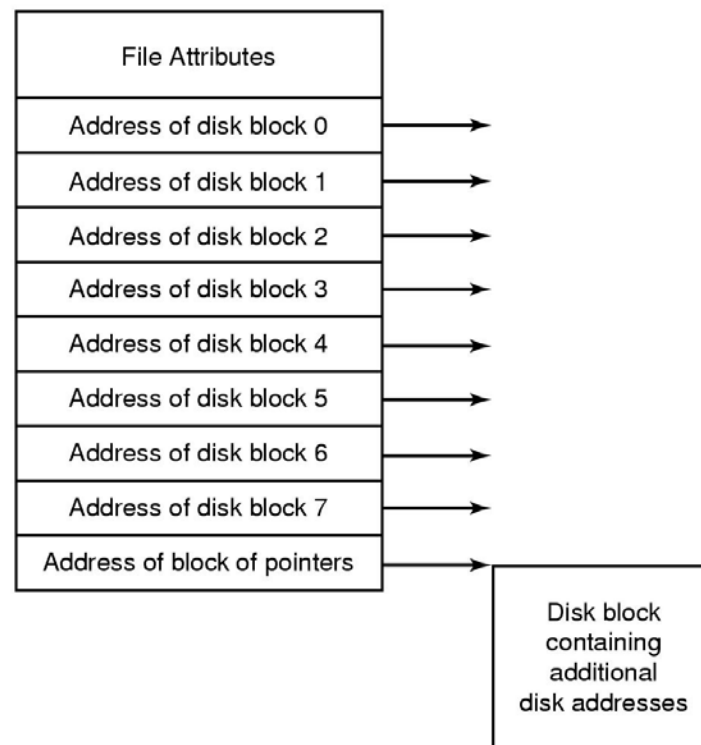 File Attributes
Address of disk block 0
Address of disk block 1
Address of disk block 2
Address of disk block 3
Address of disk block 4
Address of disk block 5
Address of disk block 6
Address of disk block 7
Address of block of pointers
Disk block
containing
additional
disk addresses